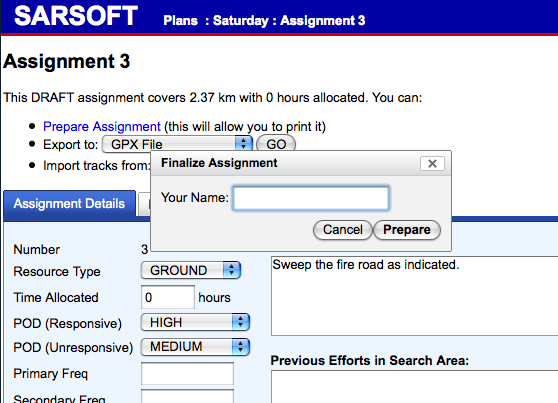 SARSOFT Plans : Saturday : Assignment 3
Assignment 3
This DRAFT assignment covers 2.37 km with 0 hours allocated. You can:
Prepare Assignment (this will allow you to print it)
Export to: GPX File GO
Import tracks from:
Finalize Assignment
Your Name:
Cancel Prepare
Assignment Details
Number 3
Resource Type GROUND
Time Allocated 0 hours
POD (Responsive) HIGH
POD (Unresponsive) MEDIUM
Primary Freq
Secondary Freq
Sweep the fire road as indicated.
Previous Efforts in Search Area: